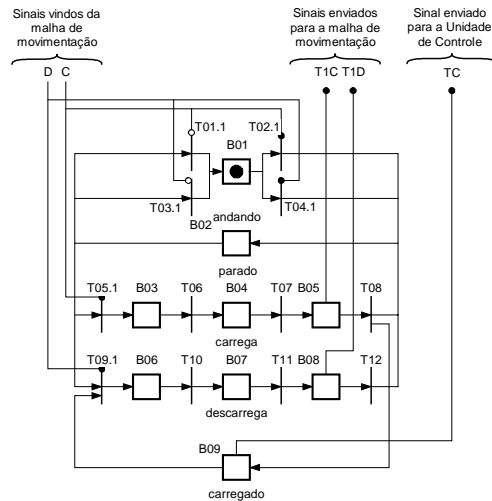 Sinais vindos da
malha de
movimentação
D C
Sinais enviados
para a malha de
movimentação
T1C T1D
Sinal enviado
para a Unidade
de Controle
TC
T01.1
B01
T02.1
T03.1
B02
andando
T04.1
parado
T05.1
B03
T06
B04
T07
B05
T08
carrega
T09.1
B06
T10
B07
T11
B08
T12
descarrega
B09
carregado